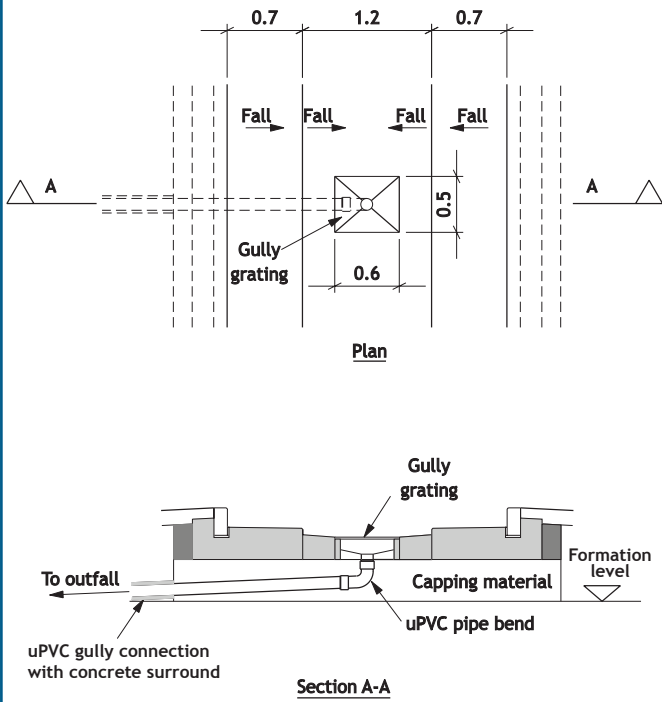 0.7 1.2 0.7
Fall Fall Fall Fall
A A
0.5
Gully
grating
0.6
Plan
Gully
grating
Formation
level
To outfall
Capping material
uPVC pipe bend
uPVC gully connection
with concrete surround
Section A-A